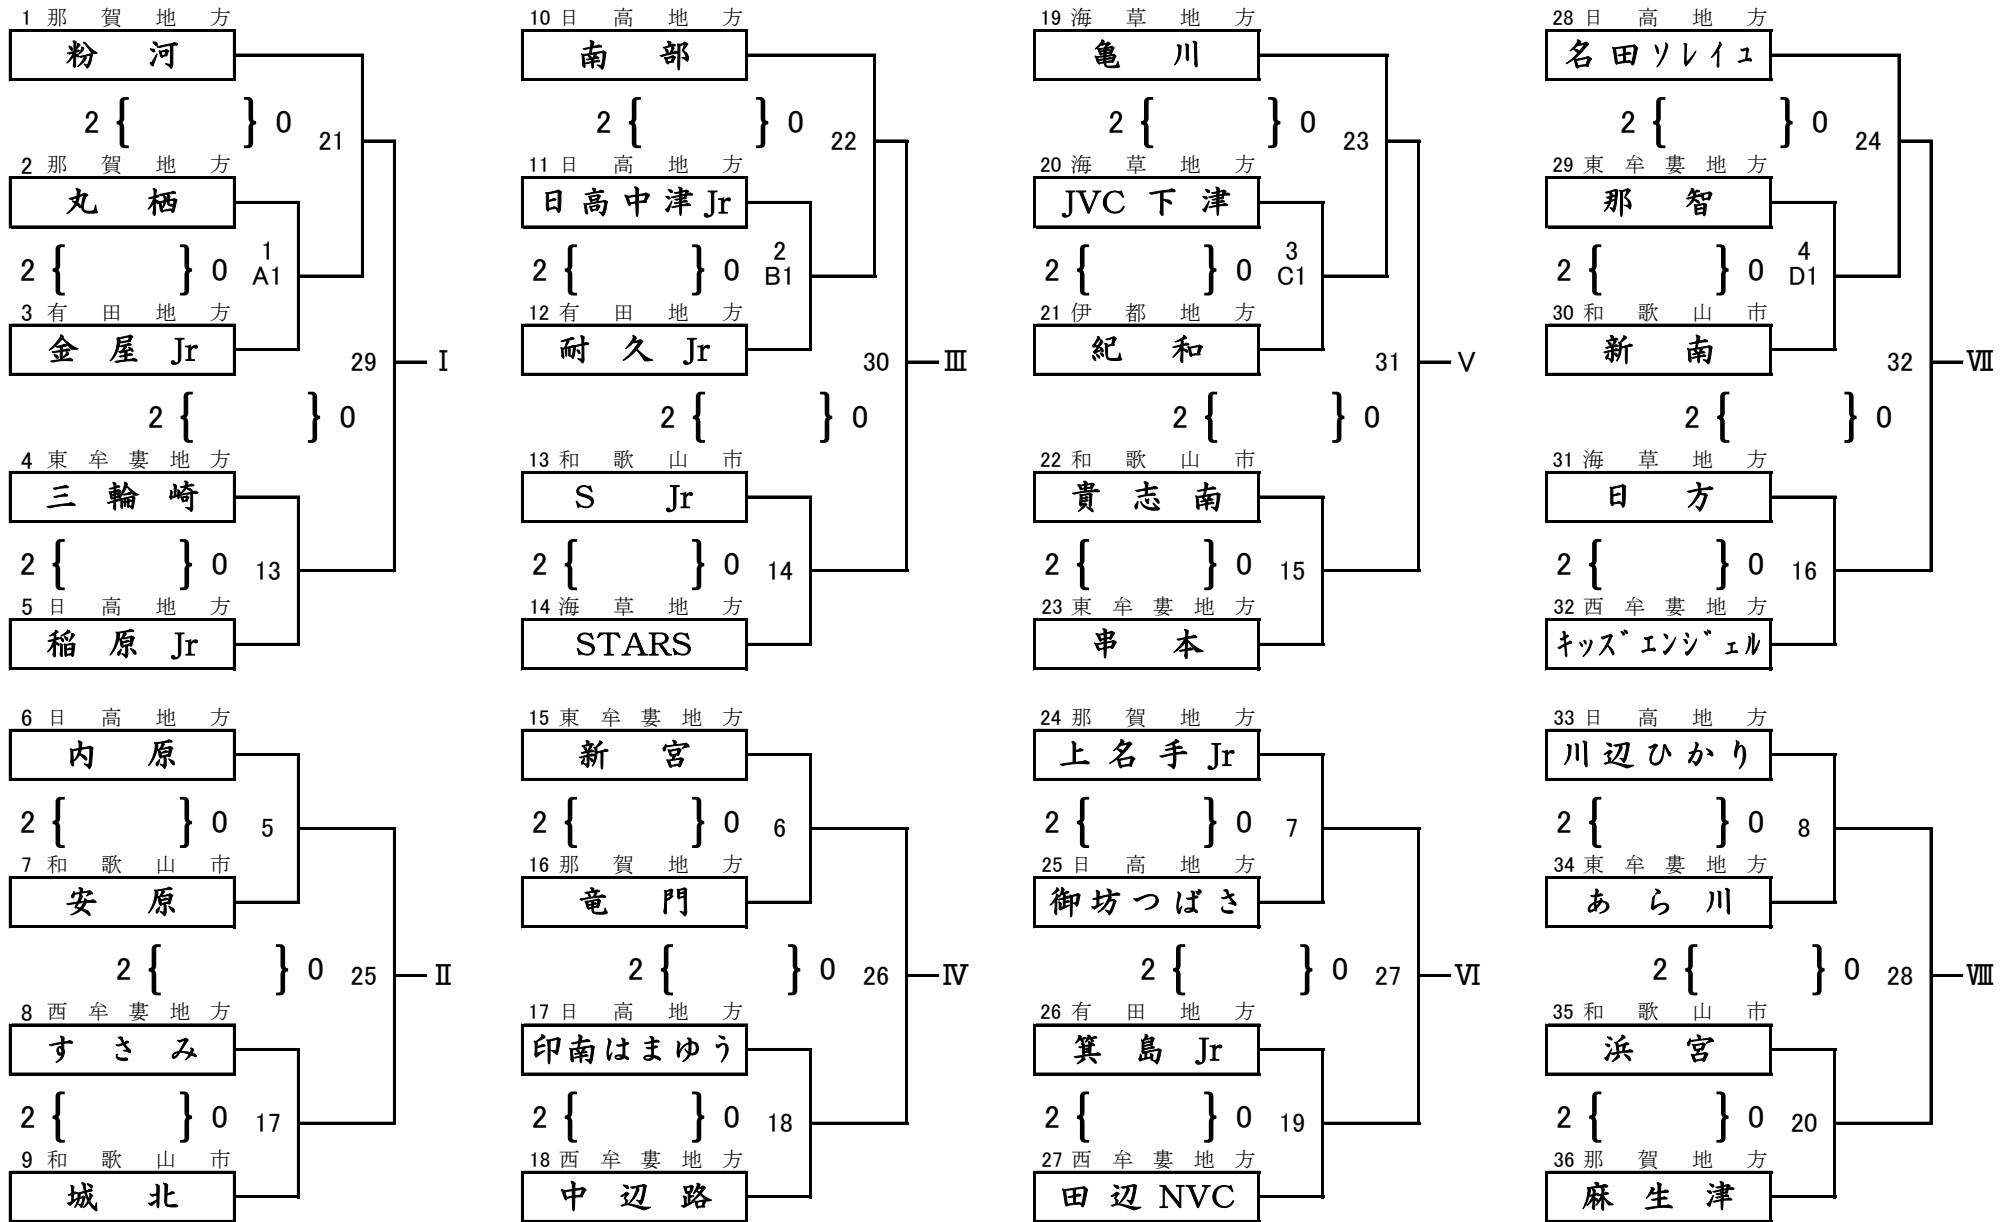 1 那賀地方
粉河
2 { } 0
21
2 那賀地方
丸栖
2 { } 0
1
A1
3 有田地方
金屋 Jr
29
I
2 { } 0
4 東牟婁地方
三輪崎
2 { } 0
13
5 日高地方
稲原 Jr
6 日高地方
内原
2 { } 0
5
7 和歌山市
安原
2 { } 0
25
Ⅱ
8 西牟婁地方
すさみ
2 { } 0
17
9 和歌山市
城北
10 日高地方
南部
2 { } 0
22
11 日高地方
日高中津 Jr
2 { } 0
2
B1
12 有田地方
耐久 Jr
30
Ⅲ
2 { } 0
13 和歌山市
S Jr
2 { } 0
14
14 海草地方
STARS
15 東牟婁地方
新宮
2 { } 0
6
16 那賀地方
竜門
2 { } 0
26
Ⅳ
17 日高地方
印南はまゆう
2 { } 0
18
18 西牟婁地方
中辺路
19 海草地方
亀川
2 { } 0
23
20 海草地方
JVC 下津
2 { } 0
3
C1
21 伊都地方
紀和
31
Ⅴ
2 { } 0
22 和歌山市
貴志南
2 { } 0
15
23 東牟婁地方
串本
24 那賀地方
上名手 Jr
2 { } 0
7
25 日高地方
御坊つばさ
2 { } 0
27
Ⅵ
26 有田地方
箕島 Jr
2 { } 0
19
27 西牟婁地方
田辺 NVC
28 日高地方
名田ソレイユ
2 { } 0
24
29 東牟婁地方
那智
2 { } 0
4
D1
30 和歌山市
新南
32
Ⅶ
2 { } 0
31 海草地方
日方
2 { } 0
16
32 西牟婁地方
キッズエンジェル
33 日高地方
川辺ひかり
2 { } 0
8
34 東牟婁地方
あら川
2 { } 0
28
Ⅷ
35 和歌山市
浜宮
2 { } 0
20
36 那賀地方
麻生津